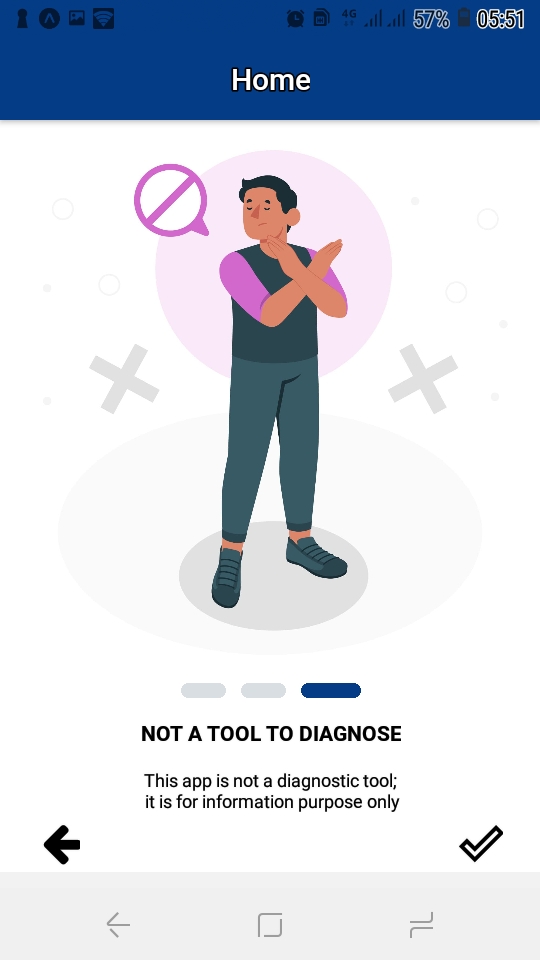 4G 57% 05:51
Home
NOT A TOOL TO DIAGNOSE
This app is not a diagnostic tool;
it is for information purpose only